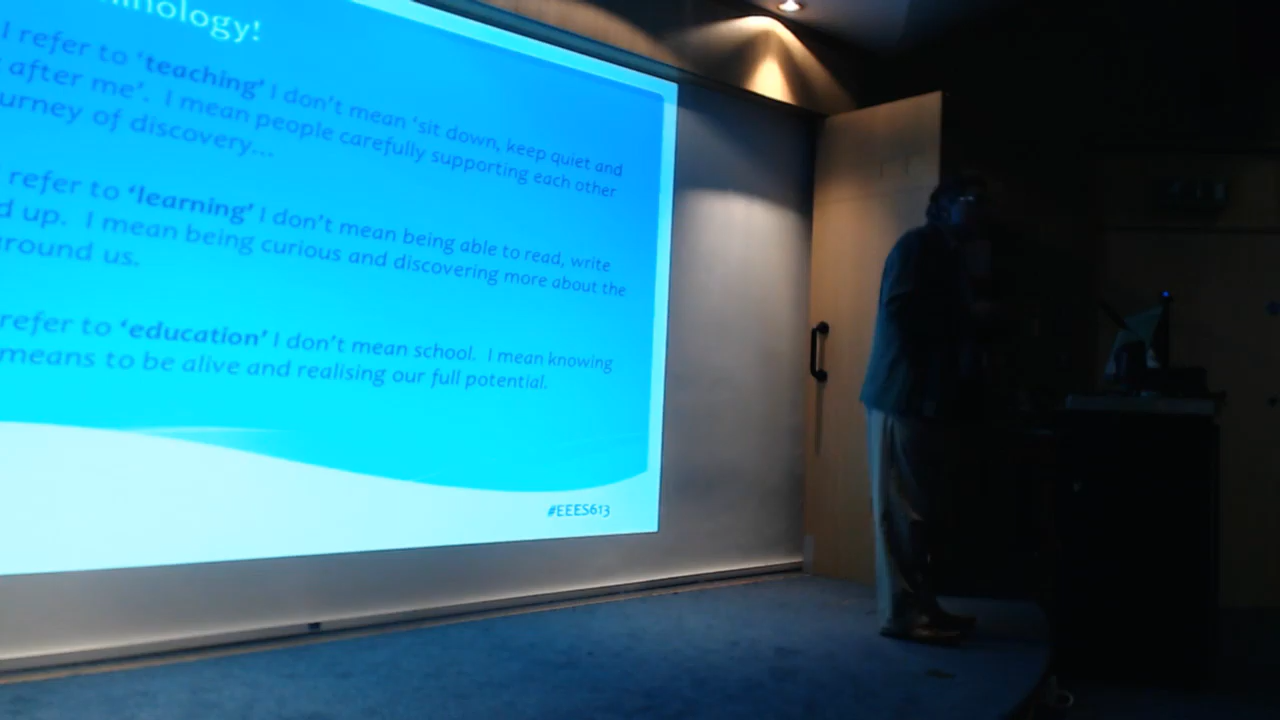 minology!
I refer to ‘teaching’ I don’t mean ‘sit down, keep quiet and
after me’. I mean people carefully supporting each other
urney of discovery...
refer to ‘learning’ I don’t mean being able to read, write
d up. I mean being curious and discovering more about the
around us.
refer to ‘education’ I don’t mean school. I mean knowing
means to be alive and realising our full potential.
#EEES613